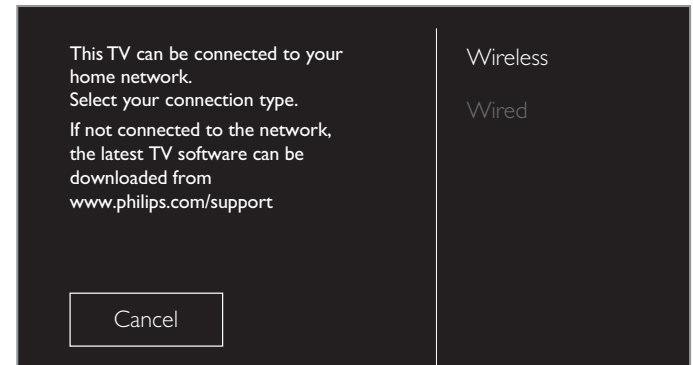 This TV can be connected to your
home network.
Select your connection type.
If not connected to the network,
the latest TV software can be
downloaded from
www.philips.com/support
Cancel
Wireless
Wired